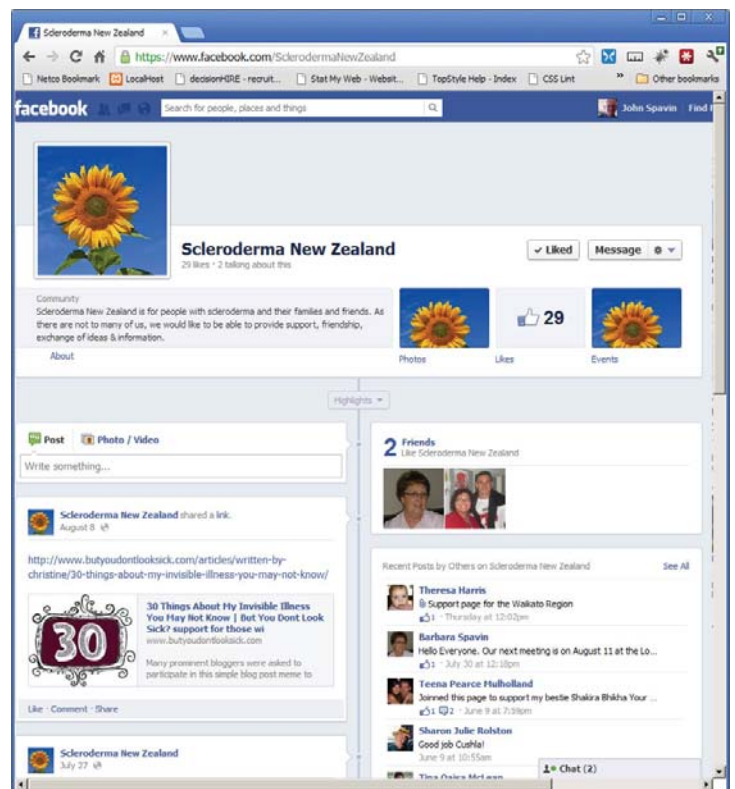 Scleroderma New Zealand ×
https://www.facebook.com/SclerodermaNewZealand
Netco Bookmark LocalHost decisionHIRE - recruit... Stat My Web - Websit... TopStyle Help - Index CSS Lint » Other bookmarks
facebook Search for people, places and things John Spavin Find
Scleroderma New Zealand
29 likes · 2 talking about this
✓ Liked Message
Community
Scleroderma New Zealand is for people with scleroderma and their families and friends. As
there are not to many of us, we would like to be able to provide support, friendship,
exchange of ideas & information.
About
29
Photos Likes Events
Highlights
Post Photo / Video
Write something...
2 Friends
Like Scleroderma New Zealand
Scleroderma New Zealand shared a link.
August 8
http://www.butyoudontlooksick.com/articles/written-by-
christine/30-things-about-my-invisible-illness-you-may-not-know/
30
30 Things About My Invisible Illness
You May Not Know | But You Dont Look
Sick? support for those wi
www.butyoudontlooksick.com
Many prominent bloggers were asked to
participate in this simple blog post meme to
Like · Comment · Share
Scleroderma New Zealand
July 27
Recent Posts by Others on Scleroderma New Zealand See All
Theresa Harris
Support page for the Waikato Region
1 · Thursday at 12:02pm
Barbara Spavin
Hello Everyone. Our next meeting is on August 11 at the Lo...
1 · July 30 at 12:18pm
Teena Pearce Mulholland
Joinned this page to support my bestie Shakira Bhikha Your ...
1 2 · June 9 at 7:59pm
Sharon Julie Rolston
Good job Cushla!
June 9 at 10:55am
Tina
Chat (2)